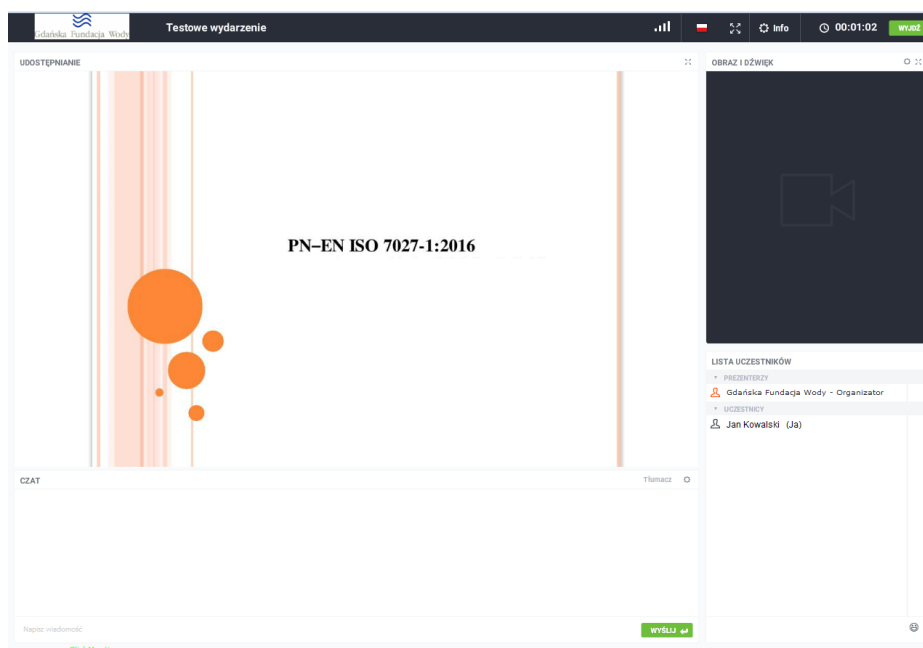 Gdańska Fundacja Wody
Testowe wydarzenie
Info
00:01:02
WYJDŹ
UDOSTĘPNIANIE
OBRAZ I DŹWIĘK
PN–EN ISO 7027-1:2016
LISTA UCZESTNIKÓW
PREZENTERZY
Gdańska Fundacja Wody - Organizator
UCZESTNICY
Jan Kowalski (Ja)
CZAT
Tłumacz
Napisz wiadomość
WYŚLIJ